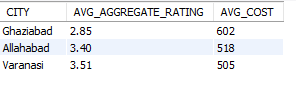 CITY AVG_AGGREGATE_RATING AVG_COST
Ghaziabad 2.85 602
Allahabad 3.40 518
Varanasi 3.51 505